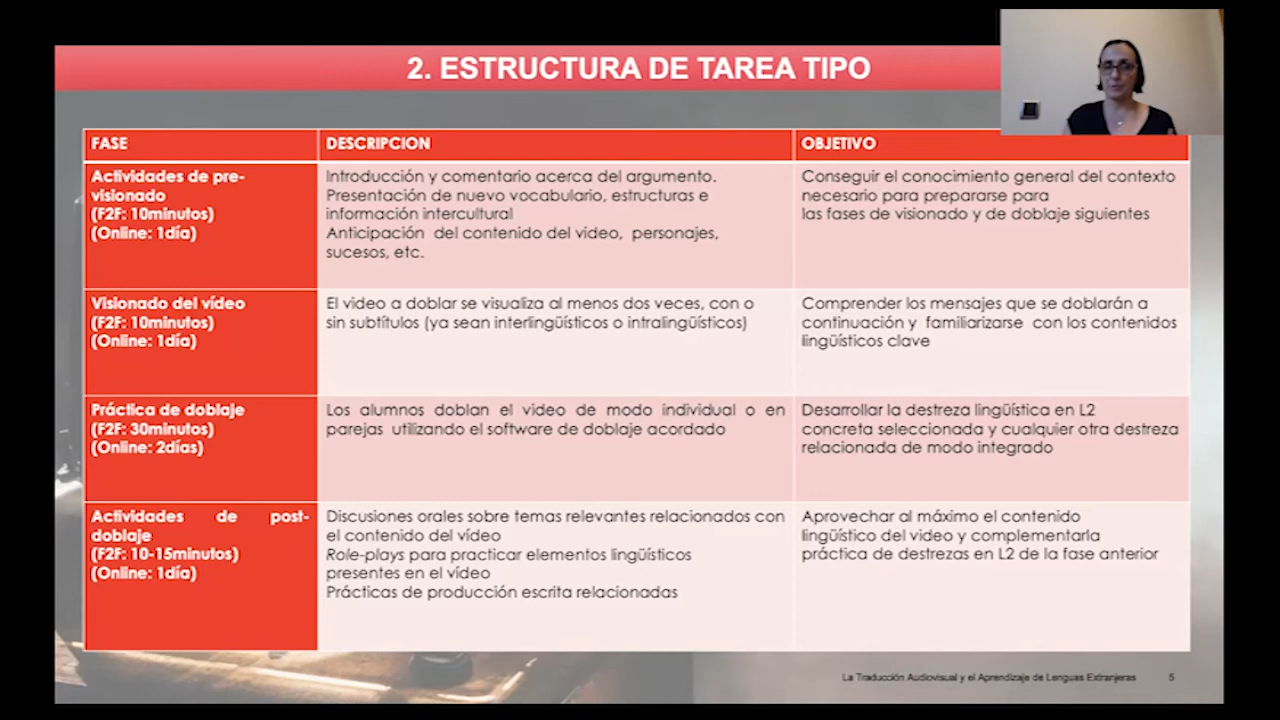 2. ESTRUCTURA DE TAREA TIPO
FASE
DESCRIPCION
OBJETIVO
Actividades de pre-
visionado
(F2F: 10minutos)
(Online: 1día)
Introducción y comentario acerca del argumento.
Presentación de nuevo vocabulario, estructuras e
información intercultural
Anticipación del contenido del video, personajes,
sucesos, etc.
Conseguir el conocimiento general del contexto
necesario para prepararse para
las fases de visionado y de doblaje siguientes
Visionado del vídeo
(F2F: 10minutos)
(Online: 1día)
El video a doblar se visualiza al menos dos veces, con o
sin subtítulos (ya sean interlingüísticos o intralingüísticos)
Comprender los mensajes que se doblarán a
continuación y familiarizarse con los contenidos
lingüísticos clave
Práctica de doblaje
(F2F: 30minutos)
(Online: 2días)
Los alumnos doblan el video de modo individual o en
parejas utilizando el software de doblaje acordado
Desarrollar la destreza lingüística en L2
concreta seleccionada y cualquier otra destreza
relacionada de modo integrado
Actividades de post-
doblaje
(F2F: 10-15minutos)
(Online: 1día)
Discusiones orales sobre temas relevantes relacionados con
el contenido del vídeo
Role-plays para practicar elementos lingüísticos
presentes en el vídeo
Prácticas de producción escrita relacionadas
Aprovechar al máximo el contenido
lingüístico del video y complementarla
práctica de destrezas en L2 de la fase anterior
La Traducción Audiovisual y el Aprendizaje de Lenguas Extranjeras
5